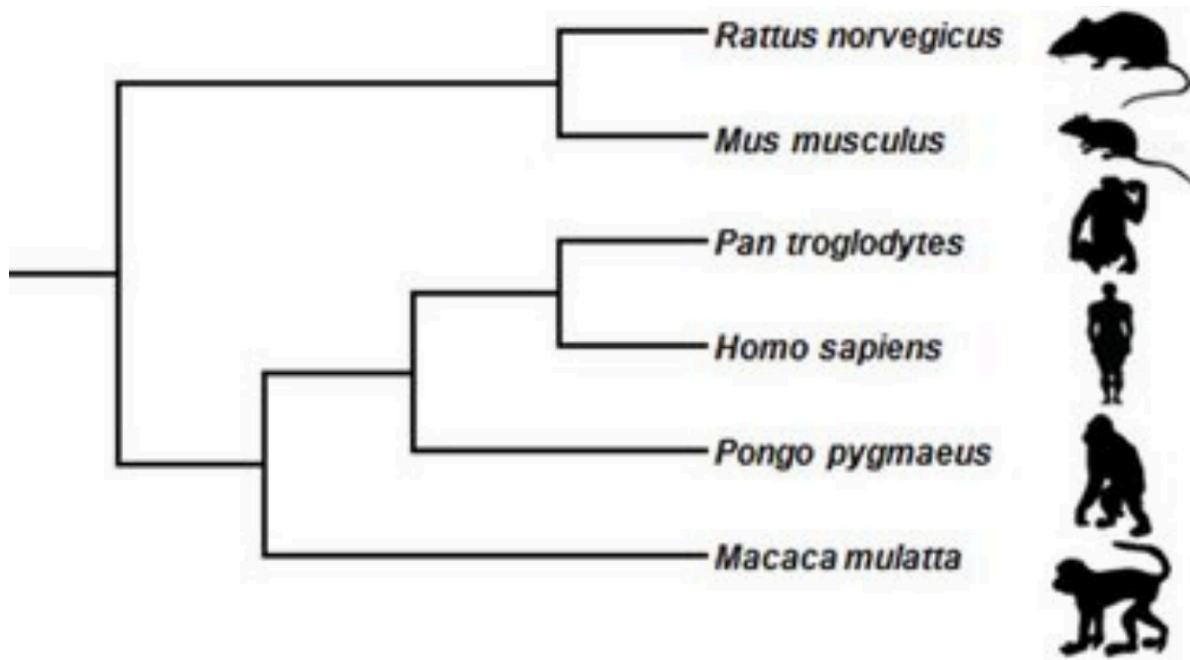 Rattus norvegicus
Mus musculus
Pan troglodytes
Homo sapiens
Pongo pygmaeus
Macaca mulatta